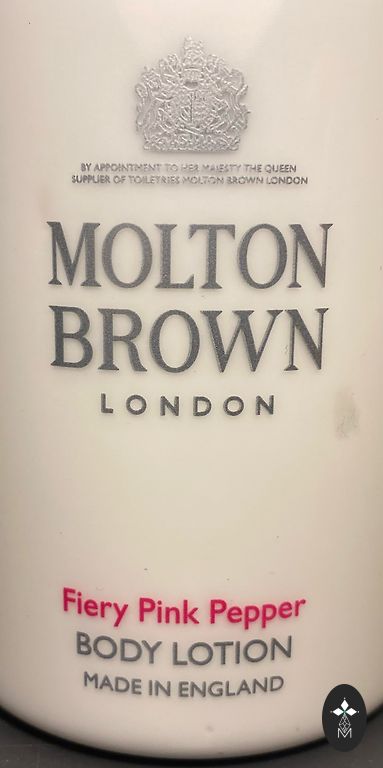 BY APPOINTMENT TO HER MAJESTY THE QUEEN
SUPPLIER OF TOILETRIES MOLTON BROWN LONDON
MOLTON
BROWN
LONDON
Fiery Pink Pepper
BODY LOTION
MADE IN ENGLAND
M